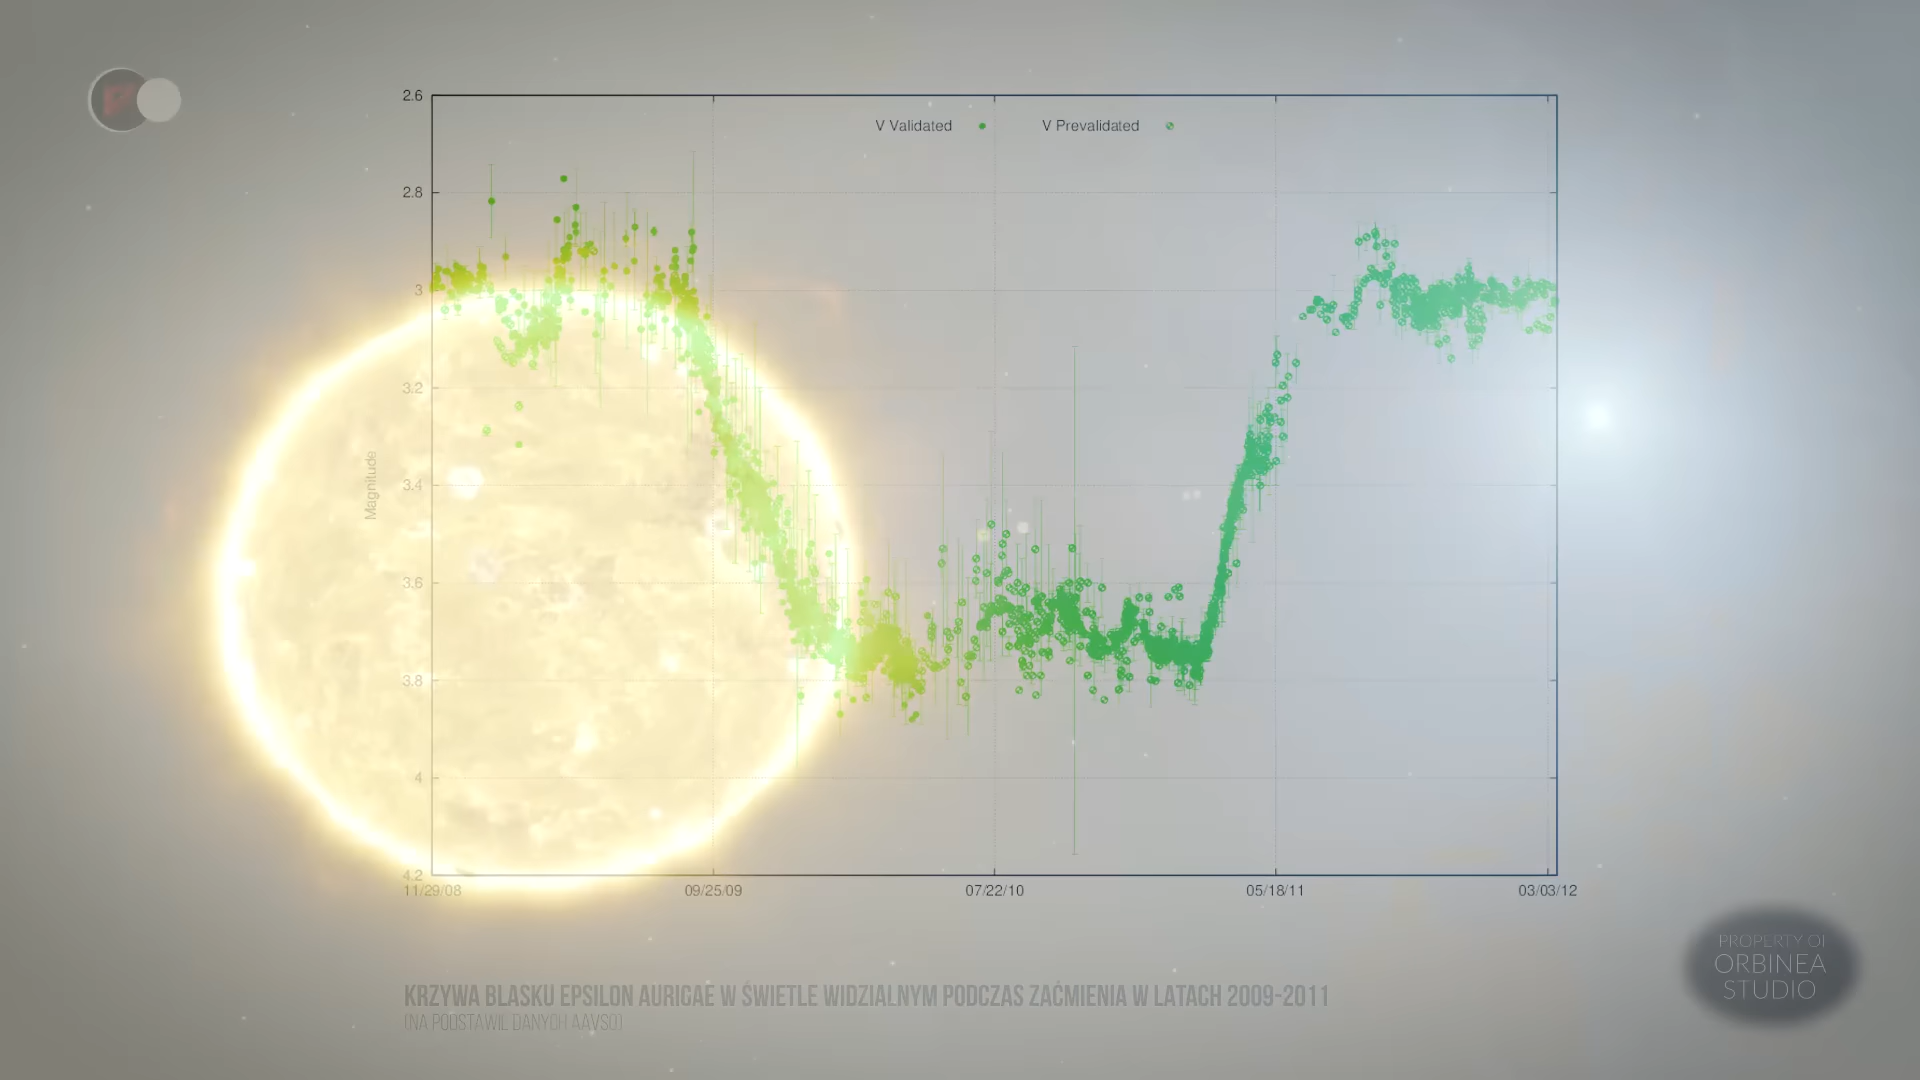 2.6
V Validated
V Prevalidated
2.8
3
3.2
Magnitude
3.4
3.6
3.8
4
4.2
11/29/08
09/25/09
07/22/10
05/18/11
03/03/12
PROPERTY OF
ORBINEA
STUDIO
KRZYWA BLASKU EPSILON AURIGAE W ŚWIETLE WIDZIALNYM PODCZAS ZAĆMIENIA W LATACH 2009-2011
(NA PODSTAWIE DANYCH AAVSO)